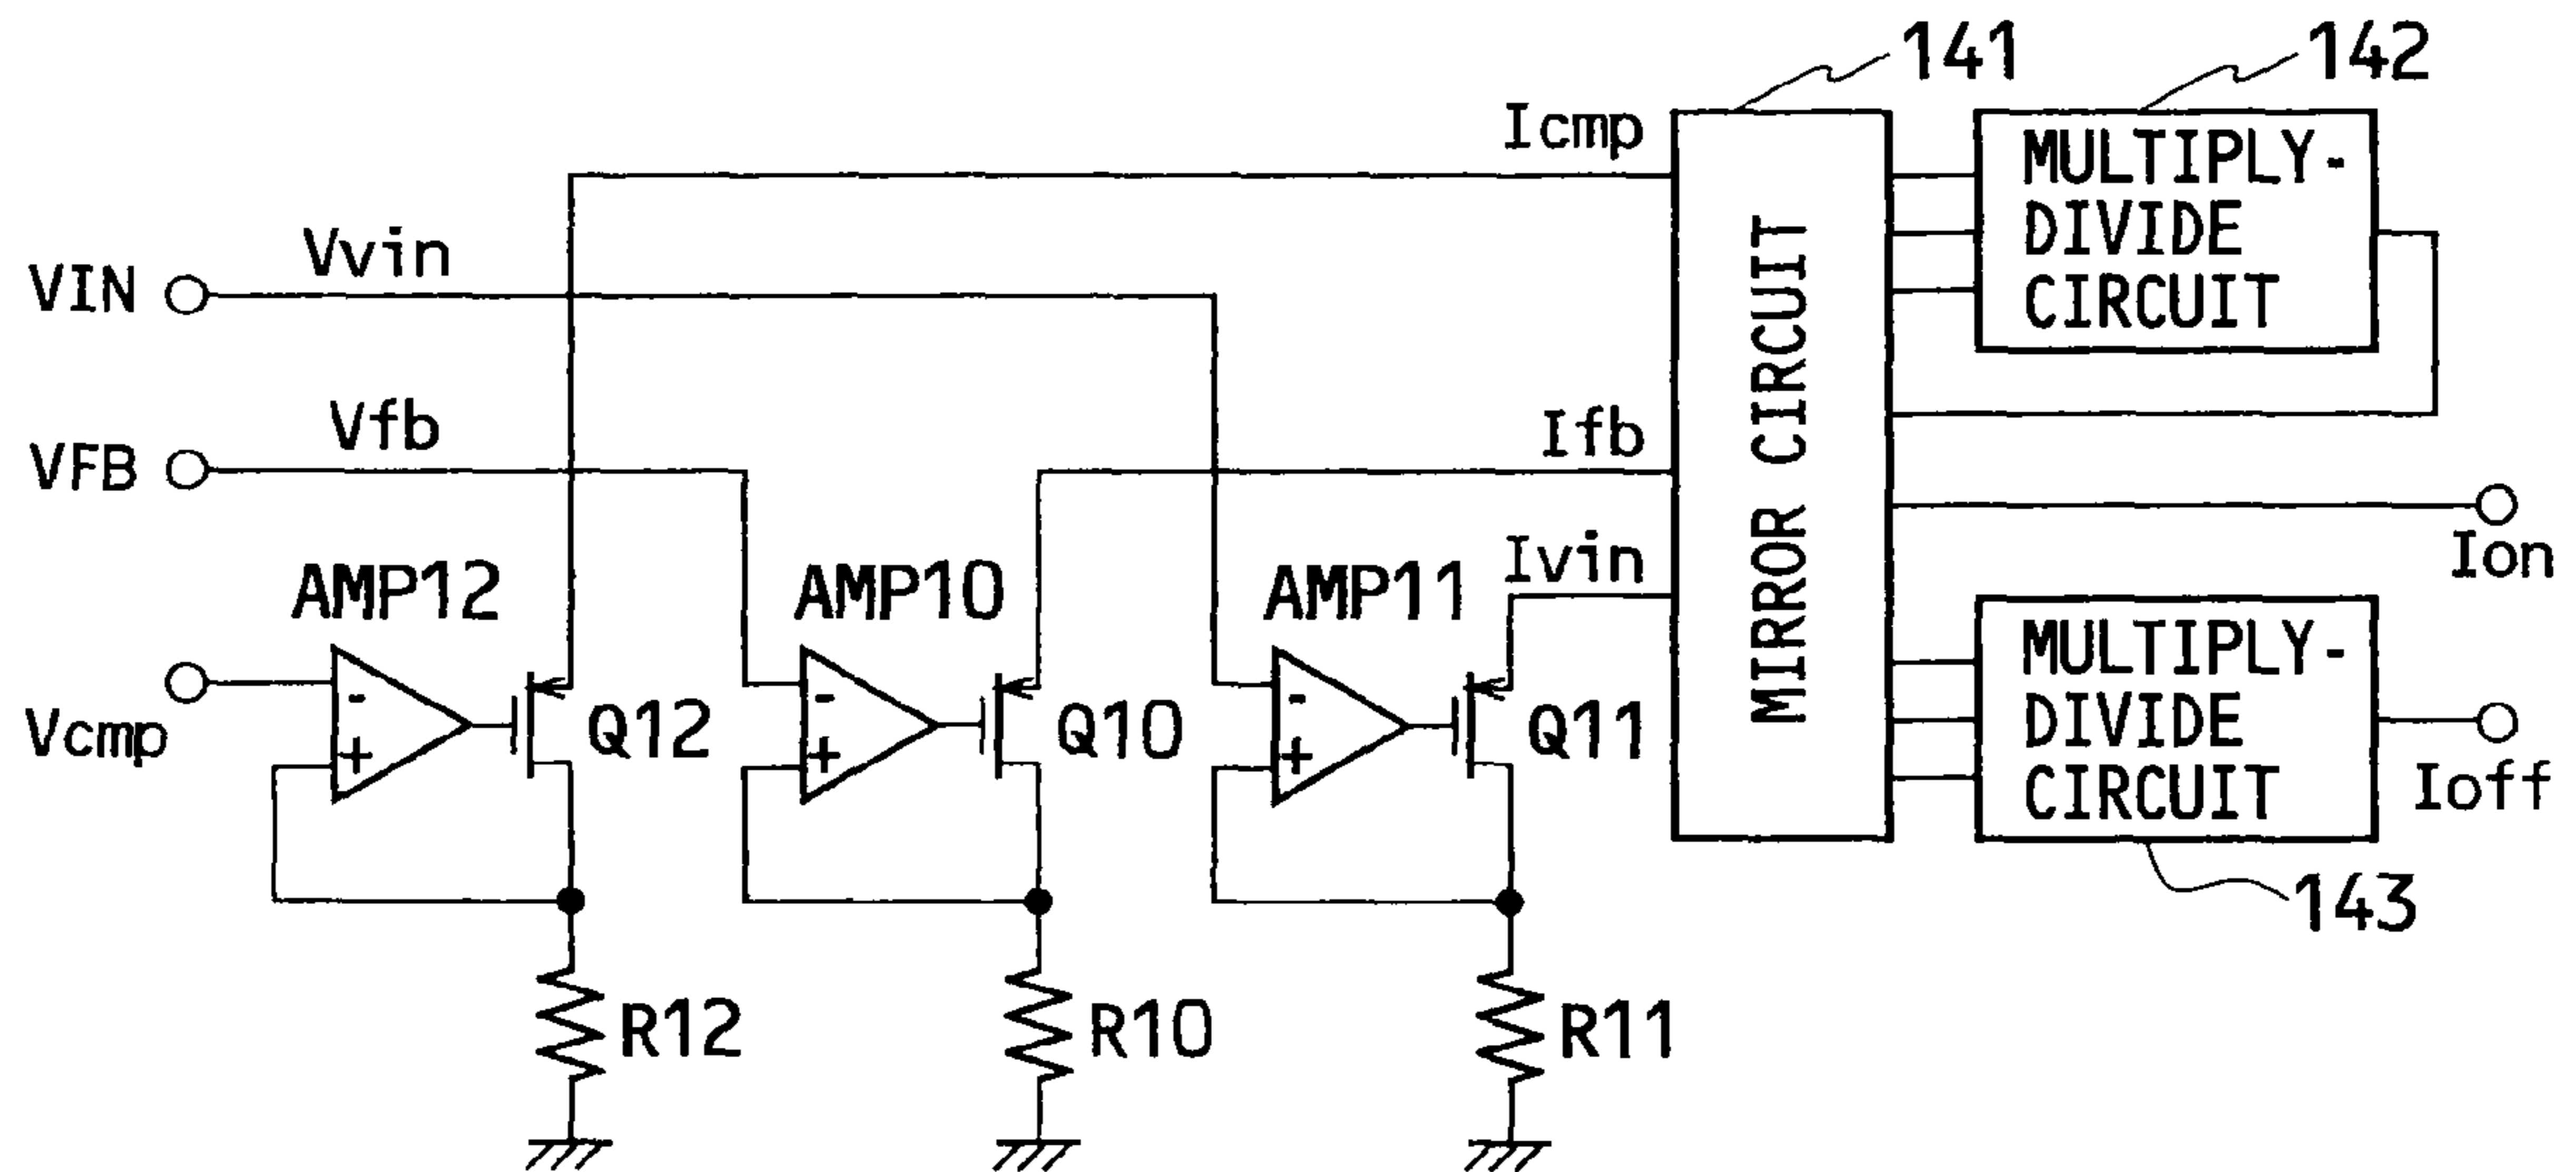 141
142
Icmp
MULTIPLY-
DIVIDE
CIRCUIT
Vvin
VIN
Vfb
VFB
Ifb
MIRROR CIRCUIT
Ion
Ivin
AMP12
AMP10
AMP11
Vcmp
-
+
Q12
-
+
Q10
-
+
Q11
MULTIPLY-
DIVIDE
CIRCUIT
Ioff
143
R12
R10
R11